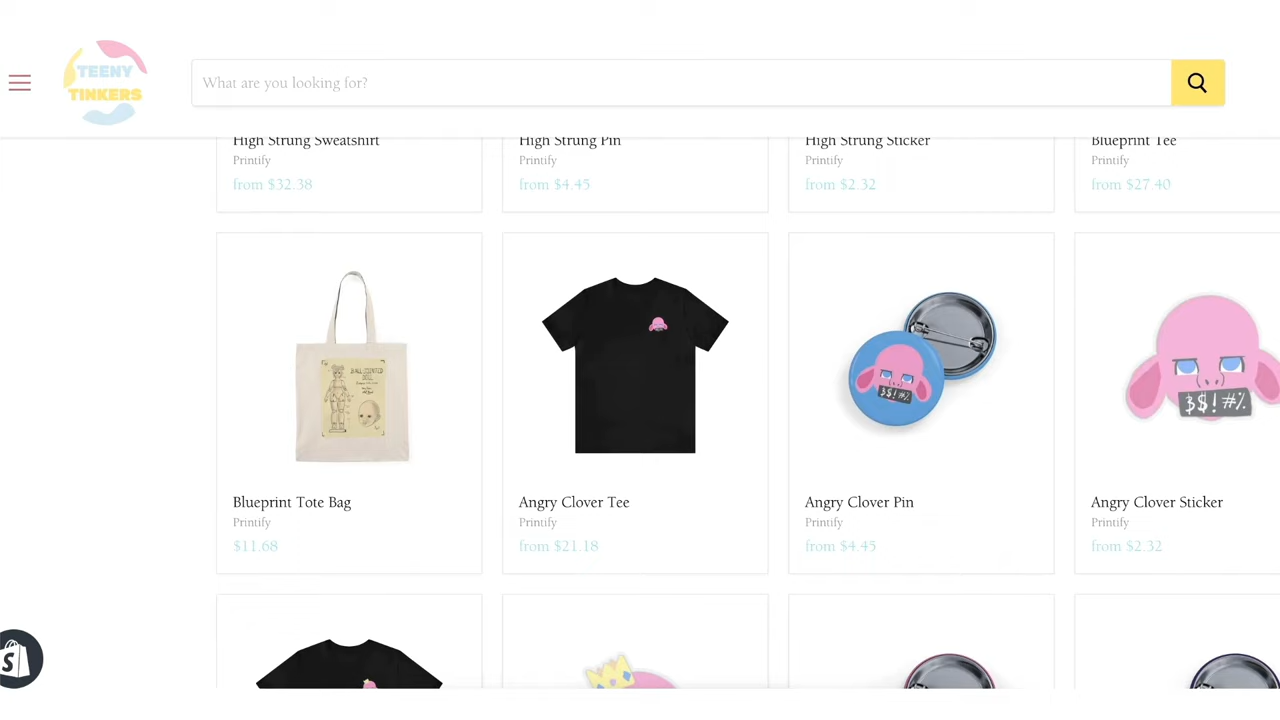 TEENY
TINKERS
What are you looking for?
High Strung Sweatshirt
Printify
from $32.38
High Strung Pin
Printify
from $4.45
High Strung Sticker
Printify
from $2.32
Blueprint Tee
Printify
from $27.40
BALL JOINTED
DOLL
Blueprint Tote Bag
Printify
$11.68
Angry Clover Tee
Printify
from $21.18
$$!#%
Angry Clover Pin
Printify
from $4.45
$$!#%
Angry Clover Sticker
Printify
from $2.32
S